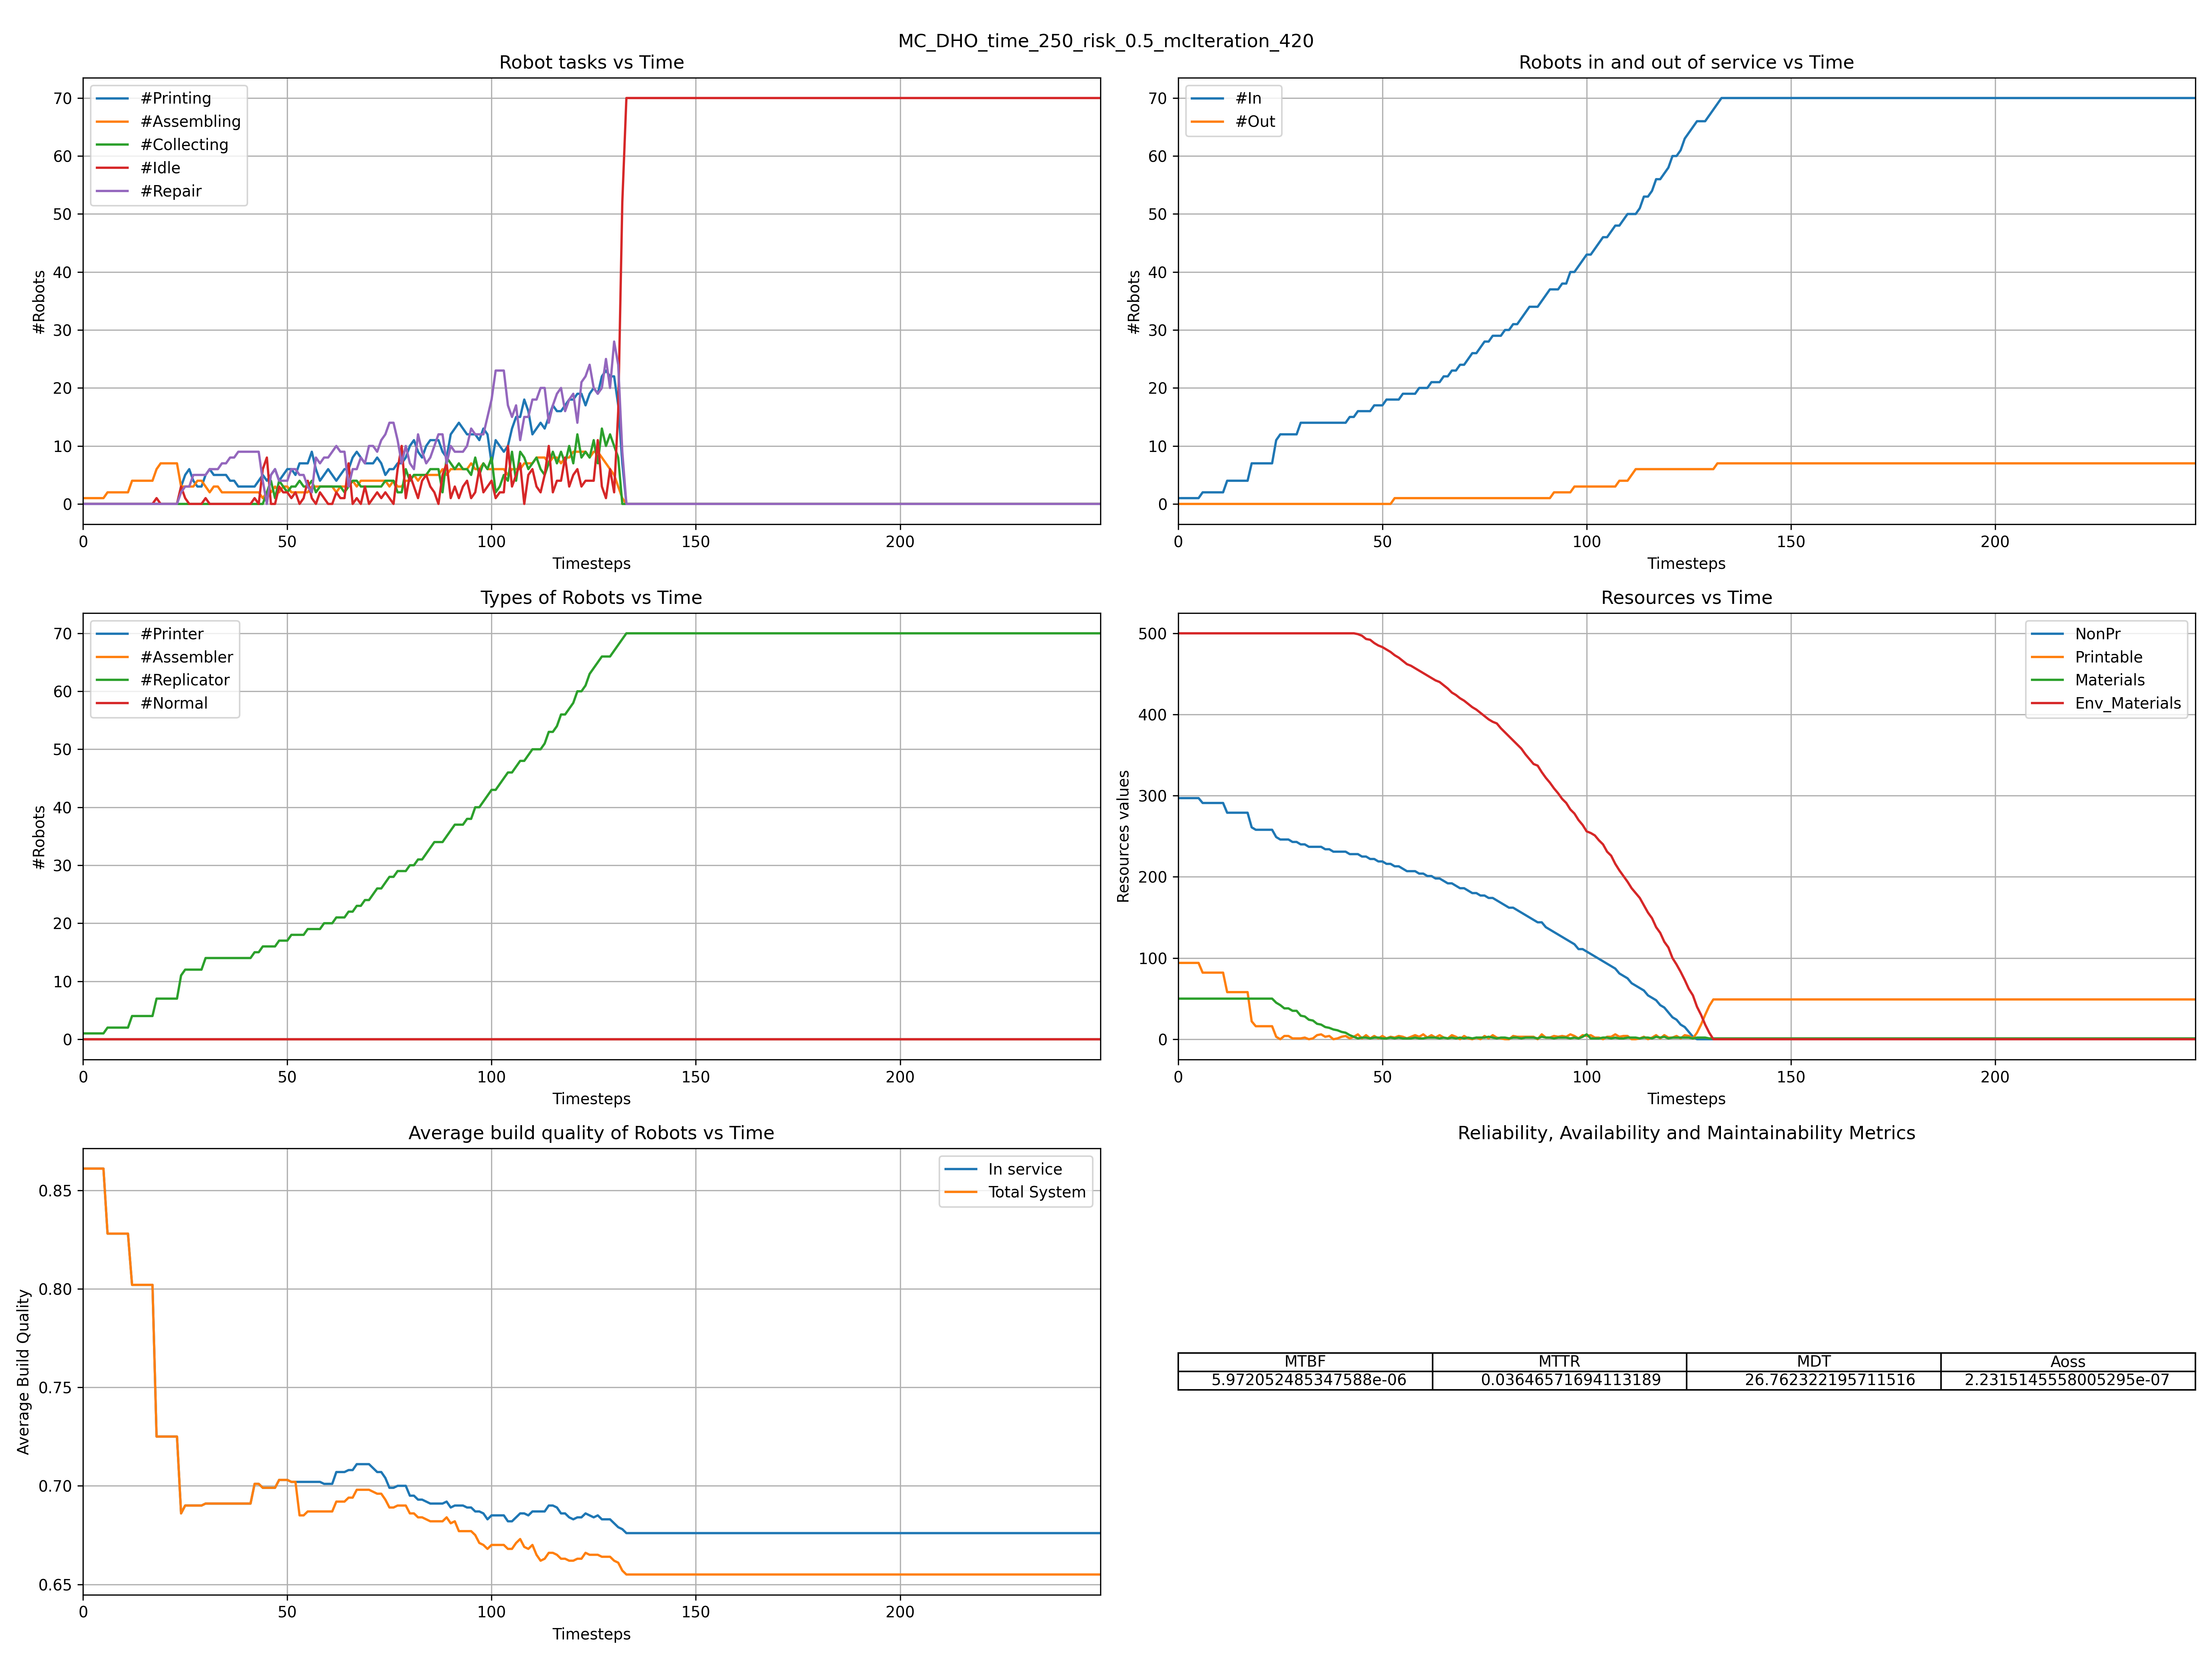 MC_DHO_time_250_risk_0.5_mcIteration_420
Robot tasks vs Time
#Printing
#Assembling
#Collecting
#Idle
#Repair
70
60
50
40
30
20
10
0
#Robots
0 50 100 150 200
Timesteps
Robots in and out of service vs Time
#In
#Out
70
60
50
40
30
20
10
0
#Robots
0 50 100 150 200
Timesteps
Types of Robots vs Time
#Printer
#Assembler
#Replicator
#Normal
70
60
50
40
30
20
10
0
#Robots
0 50 100 150 200
Timesteps
Resources vs Time
NonPr
Printable
Materials
Env_Materials
500
400
300
200
100
0
Resources values
0 50 100 150 200
Timesteps
Average build quality of Robots vs Time
In service
Total System
0.85
0.80
0.75
0.70
0.65
Average Build Quality
0 50 100 150 200
Timesteps
Reliability, Availability and Maintainability Metrics
MTBF MTTR MDT Aoss
5.972052485347588e-06 0.03646571694113189 26.762322195711516 2.2315145558005295e-07